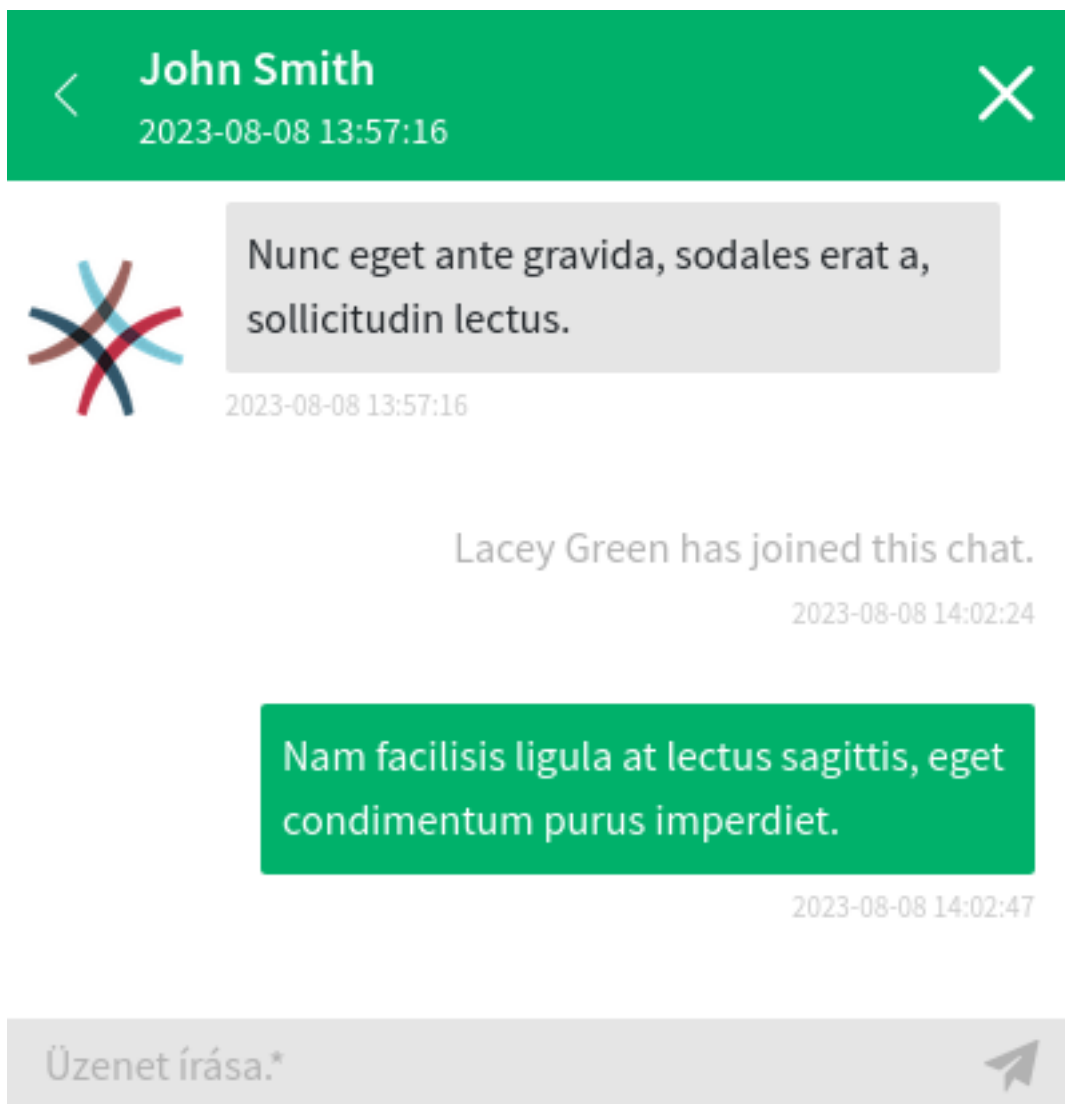 John Smith
2023-08-08 13:57:16
Nunc eget ante gravida, sodales erat a,
sollicitudin lectus.
2023-08-08 13:57:16
Lacey Green has joined this chat.
2023-08-08 14:02:24
Nam facilisis ligula at lectus sagittis, eget
condimentum purus imperdiet.
2023-08-08 14:02:47
Üzenet írása.*